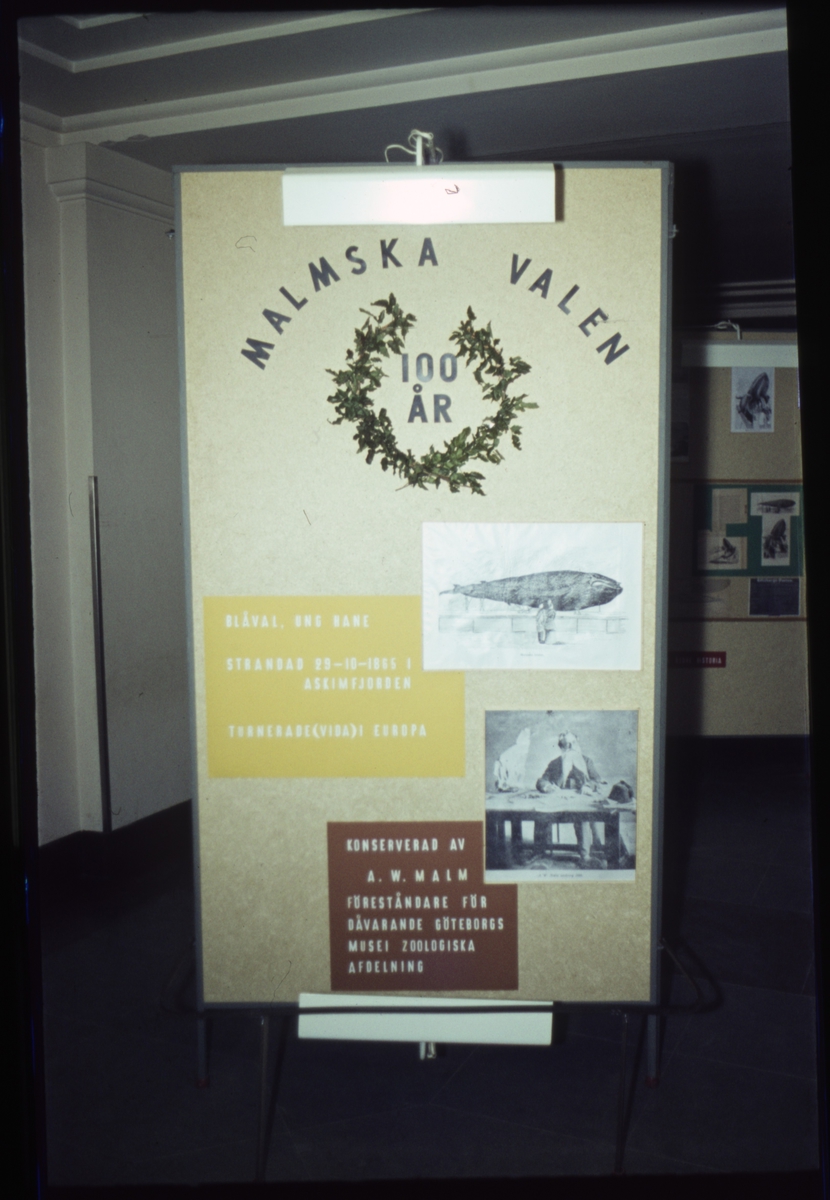 MALMSKA VALEN
100
ÅR
BLÅVAL, UNG HANE
STRANDAD 29-10-1865 I
ASKIMFJORDEN
TURNERADE(VIDA)I EUROPA
KONSERVERAD AV
A. W. MALM
FÖRESTÅNDARE FÖR
DÅVARANDE GÖTEBORGS
MUSEI ZOOLOGISKA
AFDELNING